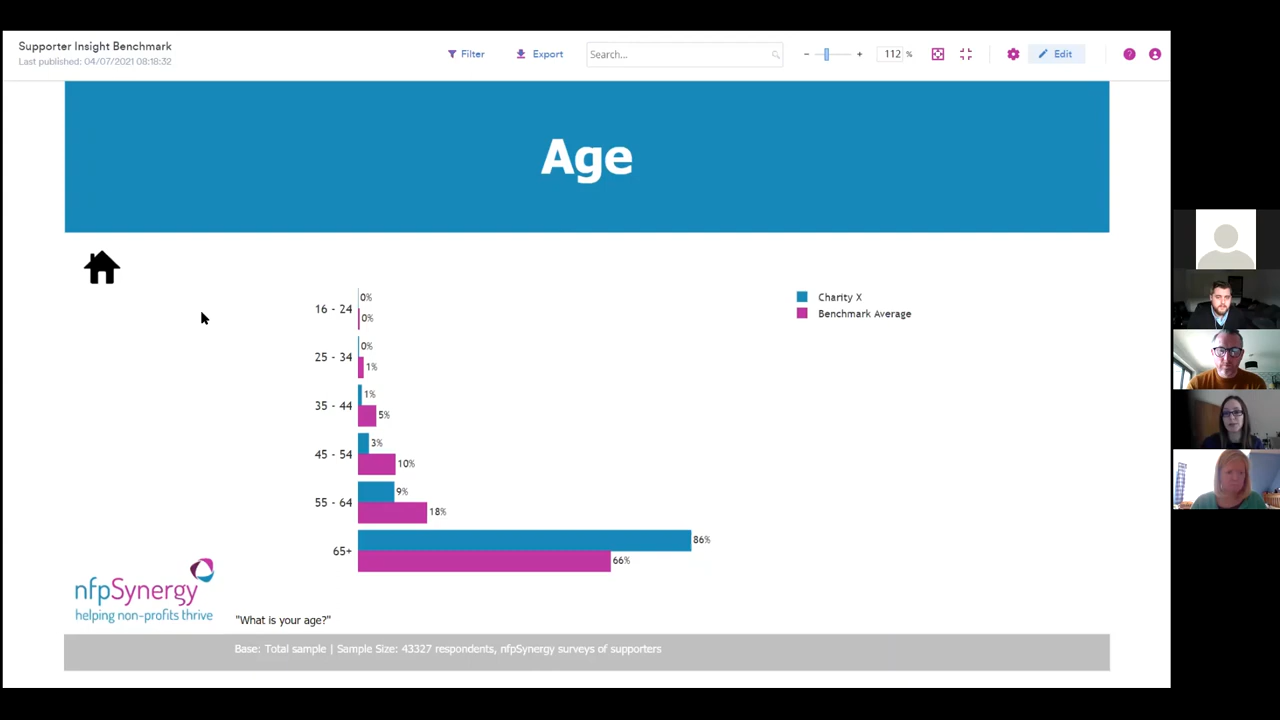 Supporter Insight Benchmark
Last published: 04/07/2021 08:18:32
Filter
Export
Search...
- + 112 %
Edit
?
Age
Charity X
Benchmark Average
16 - 24 0% 0%
25 - 34 0% 1%
35 - 44 1% 5%
45 - 54 3% 10%
55 - 64 9% 18%
65+ 86% 66%
nfpSynergy
helping non-profits thrive
"What is your age?"
Base: Total sample | Sample Size: 43327 respondents, nfpSynergy surveys of supporters